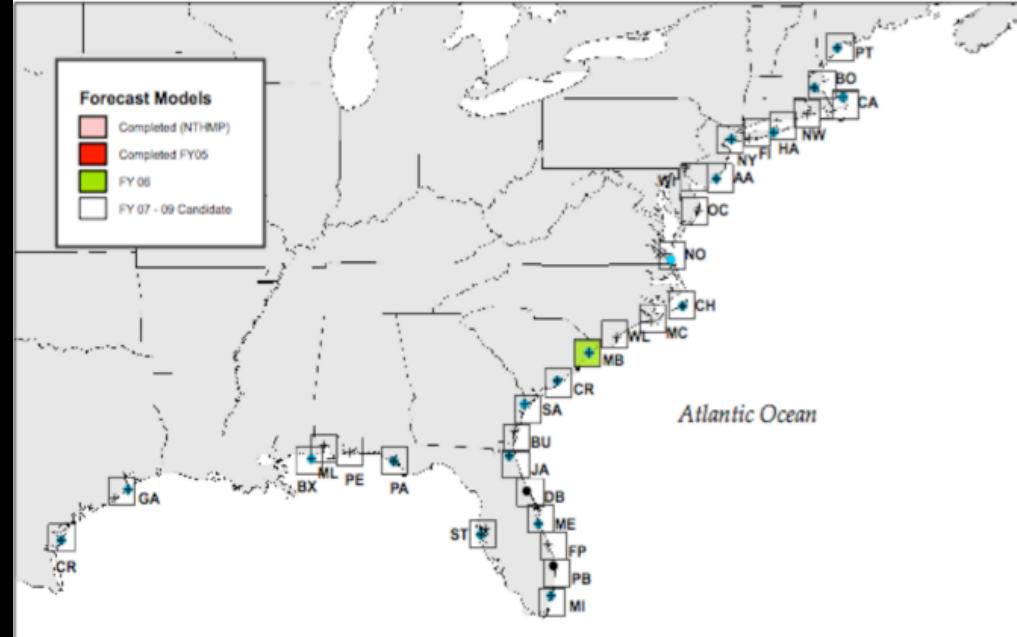 Forecast Models
Completed (NTHMP)
Completed FY05
FY 06
FY 07 - 09 Candidate
PT
BO
CA
NW
HA
FI
NY
AA
OC
NO
CH
MC
WL
MB
CR
SA
Atlantic Ocean
BU
JA
DB
ME
FP
PB
MI
ST
PA
PE
ML
BX
GA
CR